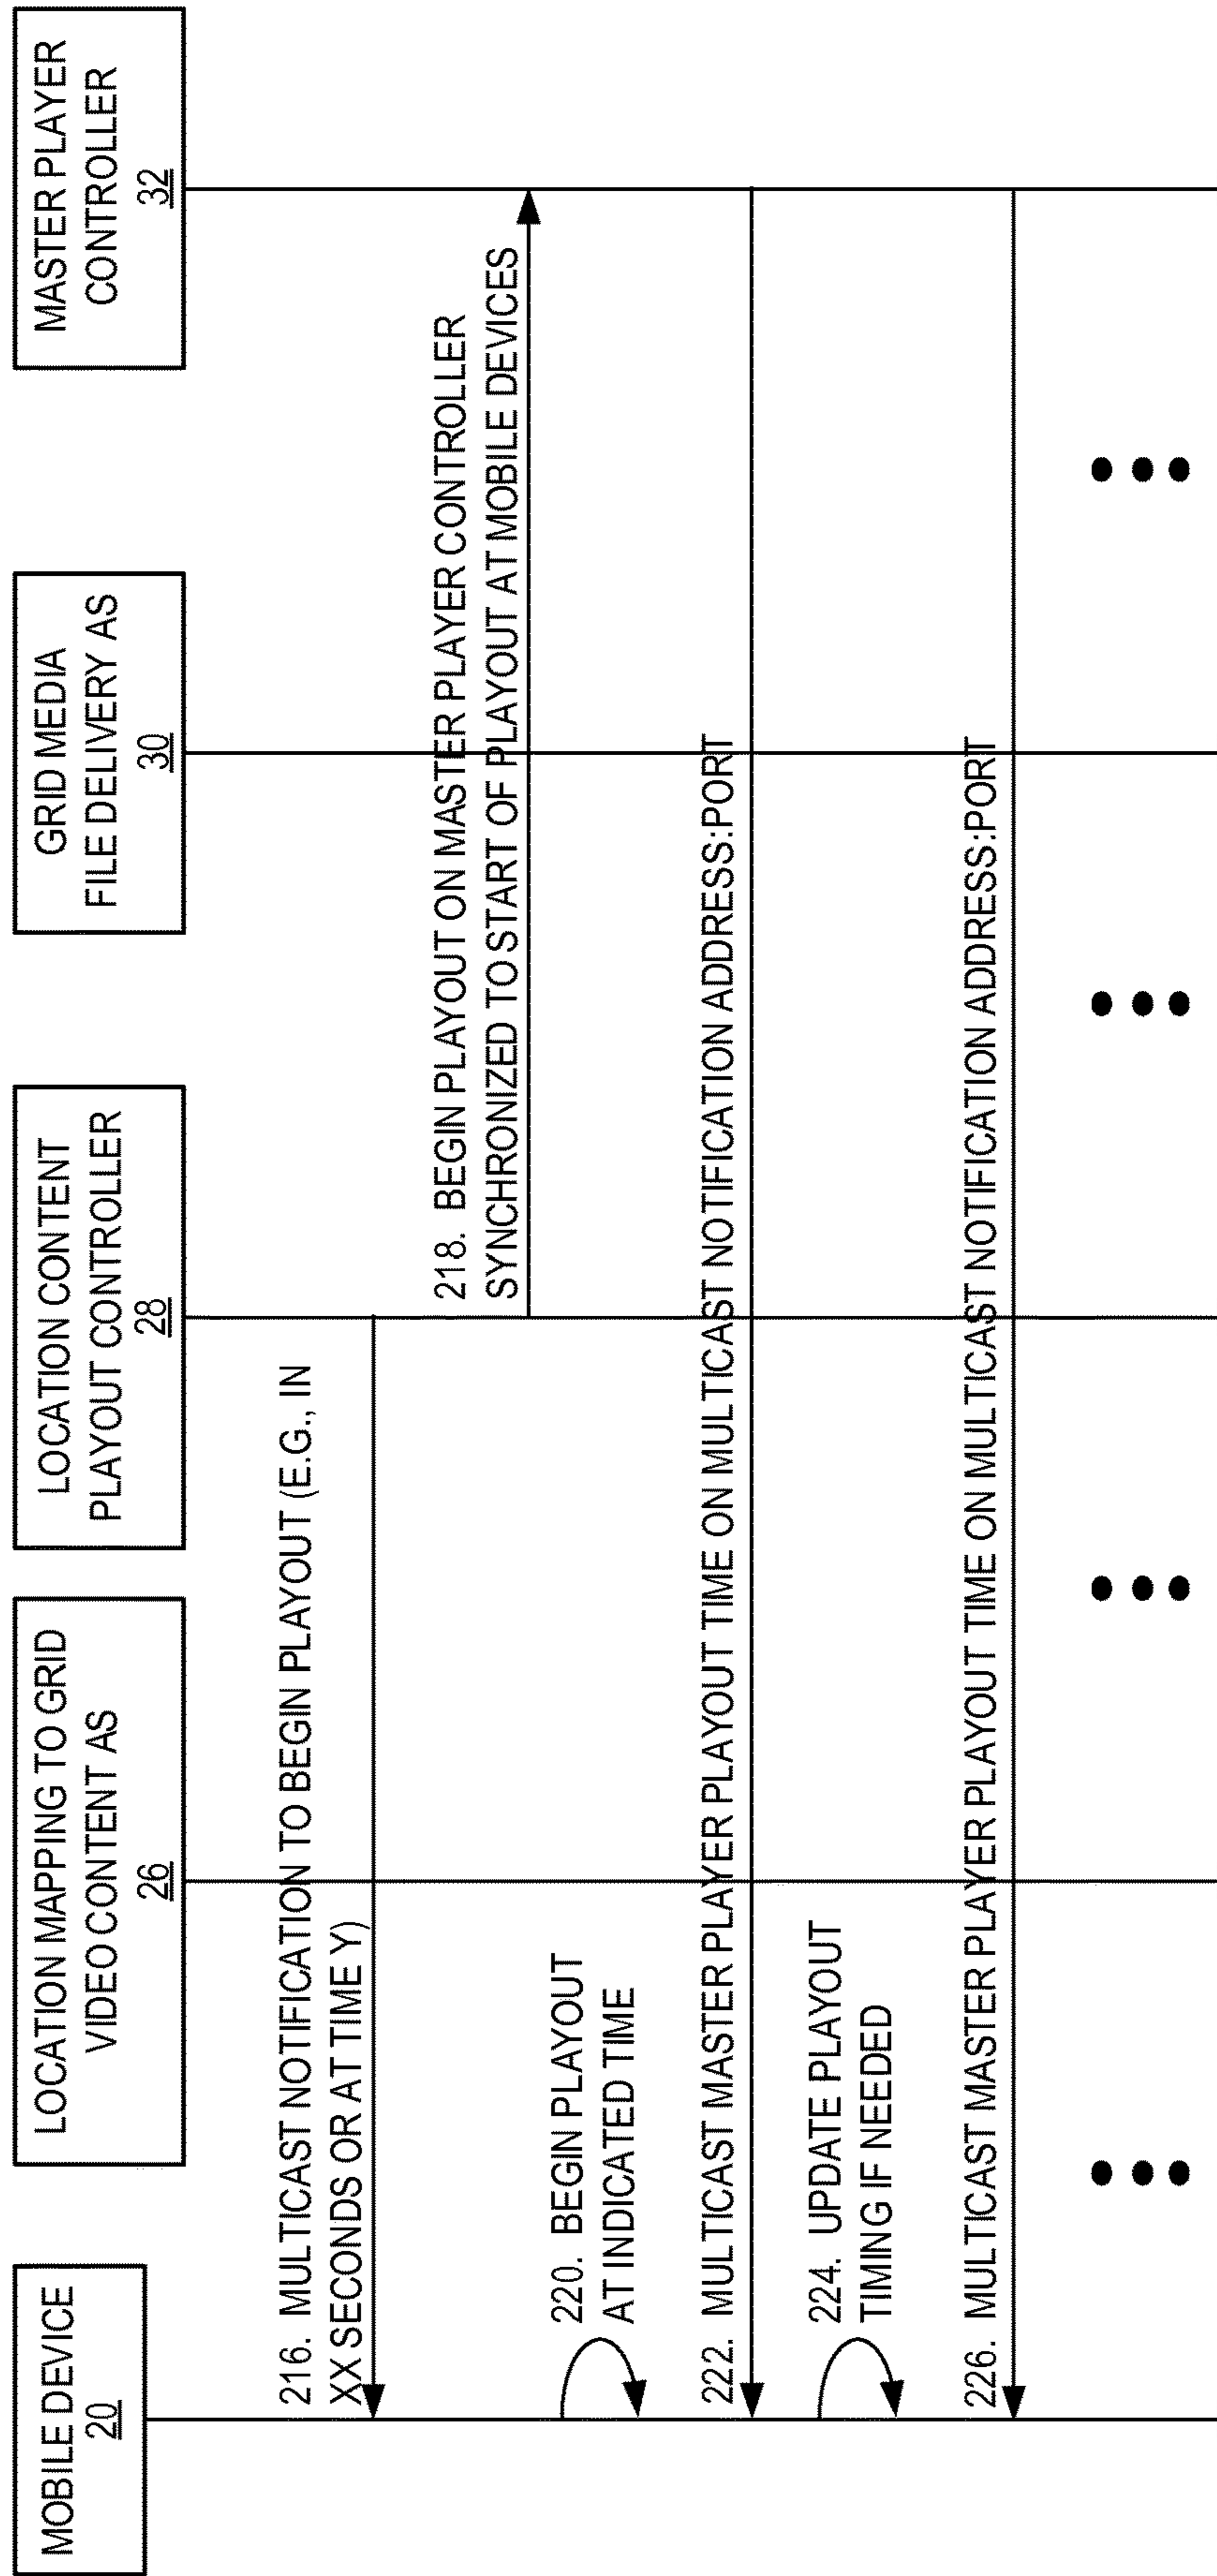 MOBILE DEVICE
20
LOCATION MAPPING TO GRID
VIDEO CONTENT AS
26
LOCATION CONTENT
PLAYOUT CONTROLLER
28
GRID MEDIA
FILE DELIVERY AS
30
MASTER PLAYER
CONTROLLER
32
216. MULTICAST NOTIFICATION TO BEGIN PLAYOUT (E.G., IN
XX SECONDS OR AT TIME Y)
218. BEGIN PLAYOUT ON MASTER PLAYER CONTROLLER
SYNCHRONIZED TO START OF PLAYOUT AT MOBILE DEVICES
220. BEGIN PLAYOUT
AT INDICATED TIME
222. MULTICAST MASTER PLAYER PLAYOUT TIME ON MULTICAST NOTIFICATION ADDRESS:PORT
224. UPDATE PLAYOUT
TIMING IF NEEDED
226. MULTICAST MASTER PLAYER PLAYOUT TIME ON MULTICAST NOTIFICATION ADDRESS:PORT